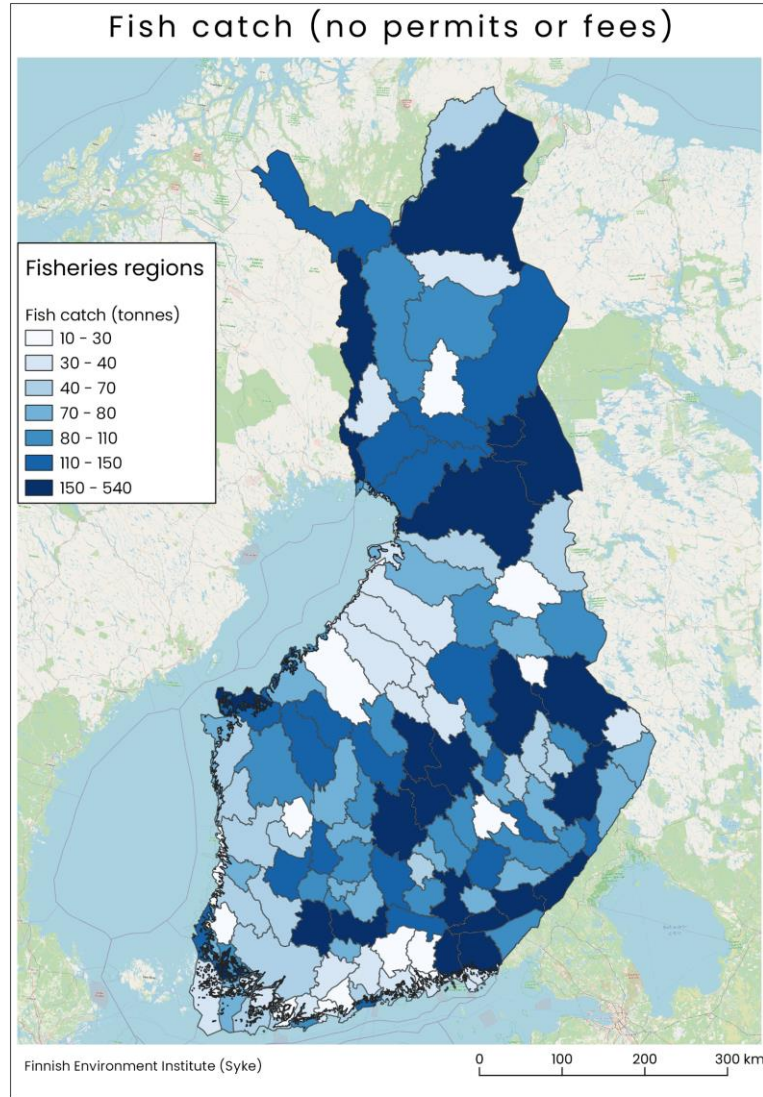 Fish catch (no permits or fees)
Fisheries regions
Fish catch (tonnes)
10 - 30
30 - 40
40 - 70
70 - 80
80 - 110
110 - 150
150 - 540
Finnish Environment Institute (Syke)
0 100 200 300 km